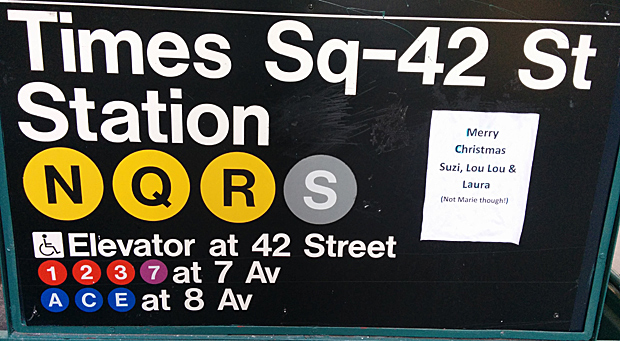 Times Sq-42 St
Station
N Q R S
Elevator at 42 Street
1 2 3 7 at 7 Av
A C E at 8 Av
Merry
Christmas
Suzi, Lou Lou &
Laura
(Not Marie though!)